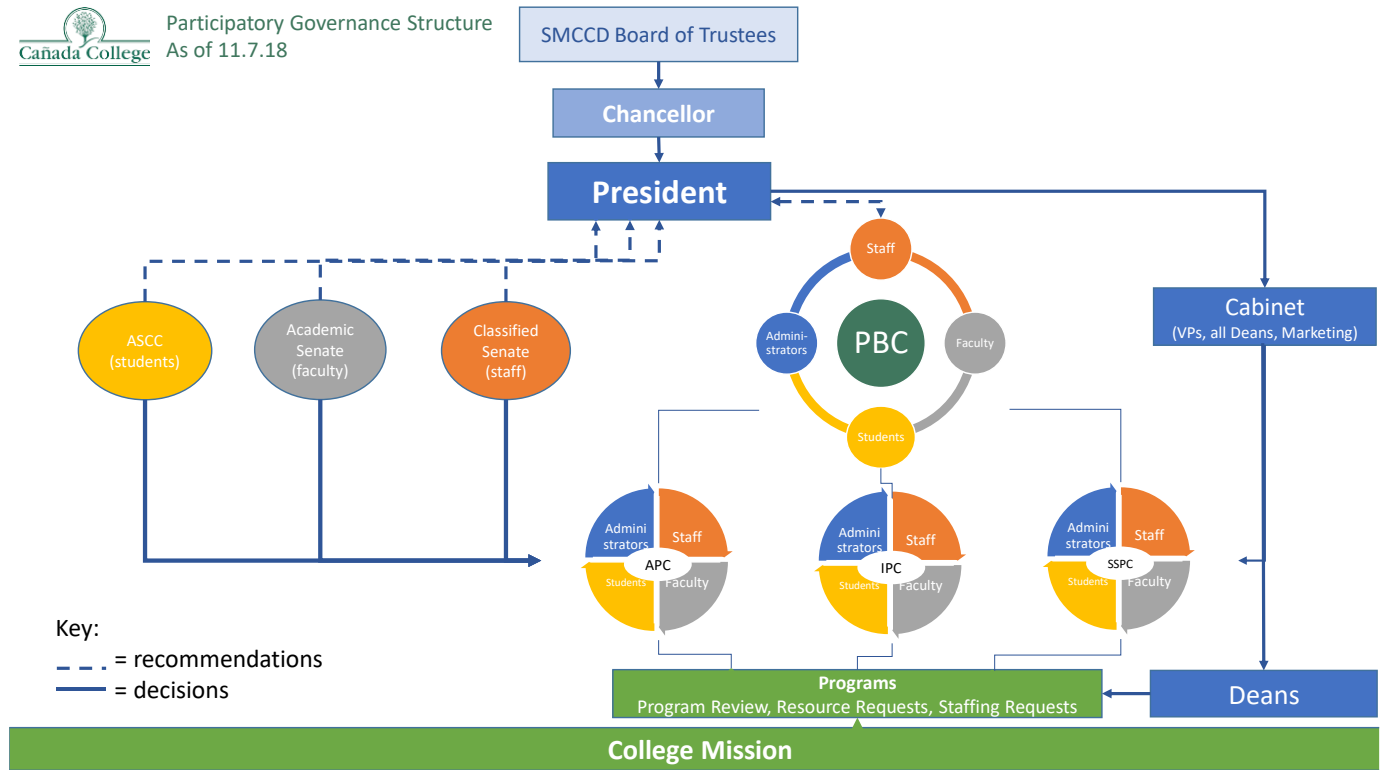 Cañada College
Participatory Governance Structure
As of 11.7.18
SMCCD Board of Trustees
Chancellor
President
Staff
Admini-
strators
PBC
Faculty
Students
Cabinet
(VPs, all Deans, Marketing)
ASCC
(students)
Academic
Senate
(faculty)
Classified
Senate
(staff)
Admini
strators
Staff
APC
Students
Faculty
Admini
strators
Staff
IPC
Students
Faculty
Admini
strators
Staff
SSPC
Students
Faculty
Key:
= recommendations
= decisions
Programs
Program Review, Resource Requests, Staffing Requests
Deans
College Mission